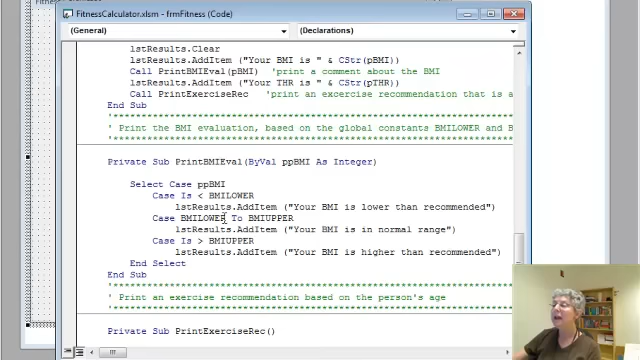 FitnessCalculator.xlsm - frmFitness (Code)
(General)
(Declarations)
lstResults.Clear
lstResults.AddItem ("Your BMI is " & CStr(pBMI))
Call PrintBMIEval(pBMI) 'print a comment about the BMI
lstResults.AddItem ("Your THR is " & CStr(pTHR))
Call PrintExerciseRec 'print an excercise recommendation that is a
End Sub
'**********************************************************************
' Print the BMI evaluation, based on the global constants BMILOWER and B
'**********************************************************************
Private Sub PrintBMIEval(ByVal ppBMI As Integer)
Select Case ppBMI
Case Is < BMILOWER
lstResults.AddItem ("Your BMI is lower than recommended")
Case BMILOWER To BMIUPPER
lstResults.AddItem ("Your BMI is in normal range")
Case Is > BMIUPPER
lstResults.AddItem ("Your BMI is higher than recommended")
End Select
End Sub
'**********************************************************************
' Print an exercise recommendation based on the person's age
'**********************************************************************
Private Sub PrintExerciseRec()